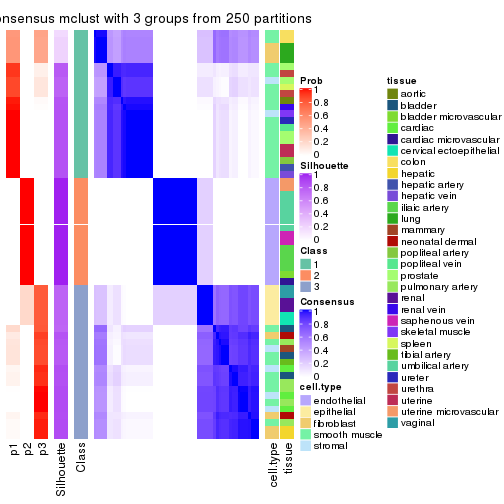 onsensus mclust with 3 groups from 250 partitions
p1
p2
p3
Silhouette
Class
cell.type
tissue
Prob
1
0.8
0.6
0.4
0.2
0
Silhouette
1
0.8
0.6
0.4
0.2
0
Class
1
2
3
Consensus
1
0.8
0.6
0.4
0.2
0
cell.type
endothelial
epithelial
fibroblast
smooth muscle
stromal
tissue
aortic
bladder
bladder microvascular
cardiac
cardiac microvascular
cervical ectoepithelial
colon
hepatic
hepatic artery
hepatic vein
iliaic artery
lung
mammary
neonatal dermal
popliteal artery
popliteal vein
prostate
pulmonary artery
renal
renal vein
saphenous vein
skeletal muscle
spleen
tibial artery
umbilical artery
ureter
urethra
uterine microvascular
vaginal